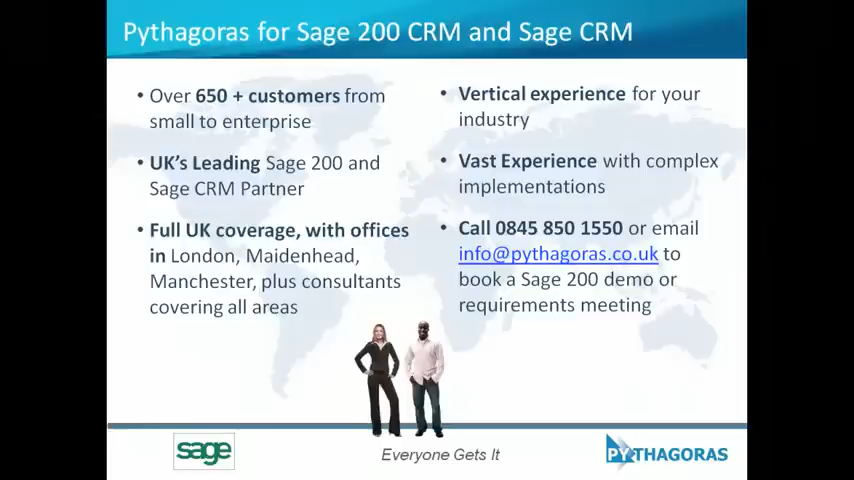 Pythagoras for Sage 200 CRM and Sage CRM
• Over 650 + customers from
small to enterprise
• UK's Leading Sage 200 and
Sage CRM Partner
• Full UK coverage, with offices
in London, Maidenhead,
Manchester, plus consultants
covering all areas
• Vertical experience for your
industry
• Vast Experience with complex
implementations
• Call 0845 850 1550 or email
info@pythagoras.co.uk to
book a Sage 200 demo or
requirements meeting
sage
Everyone Gets It
PYTHAGORAS